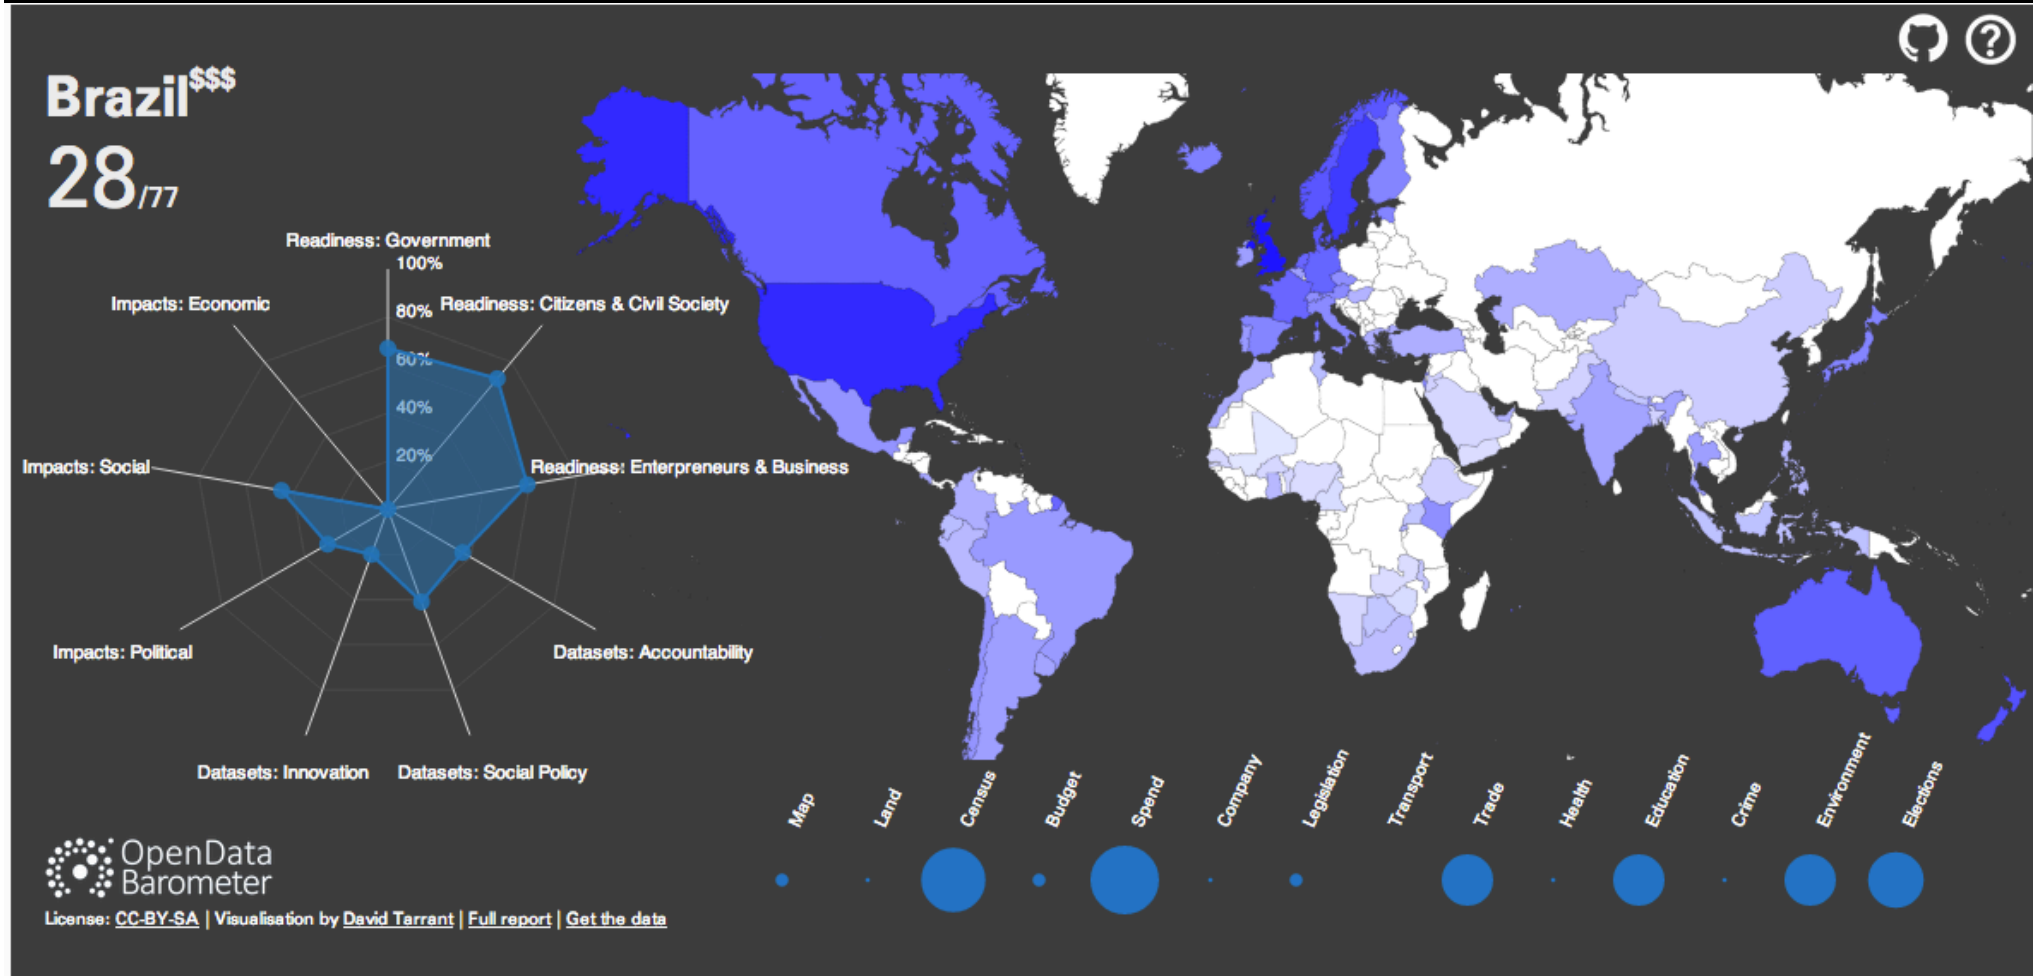 Brazil$$$
28/77
Readiness: Government
100%
Impacts: Economic
80%
Readiness: Citizens & Civil Society
60%
40%
20%
Impacts: Social
Readiness: Enterpreneurs & Business
Impacts: Political
Datasets: Accountability
Datasets: Innovation
Datasets: Social Policy
Map
Land
Census
Budget
Spend
Company
Legislation
Transport
Trade
Health
Education
Crime
Environment
Elections
OpenData
Barometer
License: CC-BY-SA | Visualisation by David Tarrant | Full report | Get the data